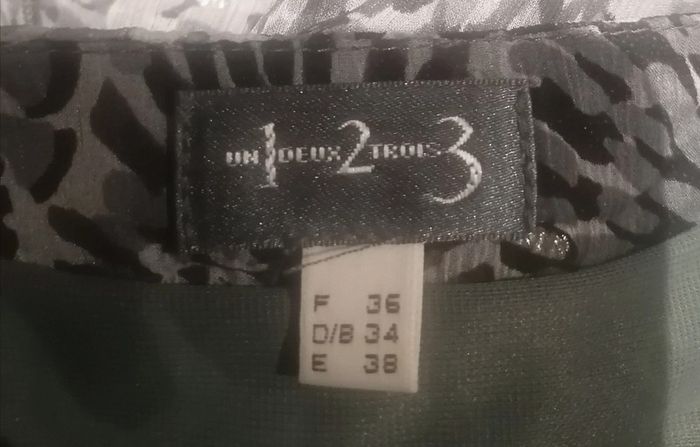 UN 1 DEUX 2 TROIS 3
F 36
D/B 34
E 38